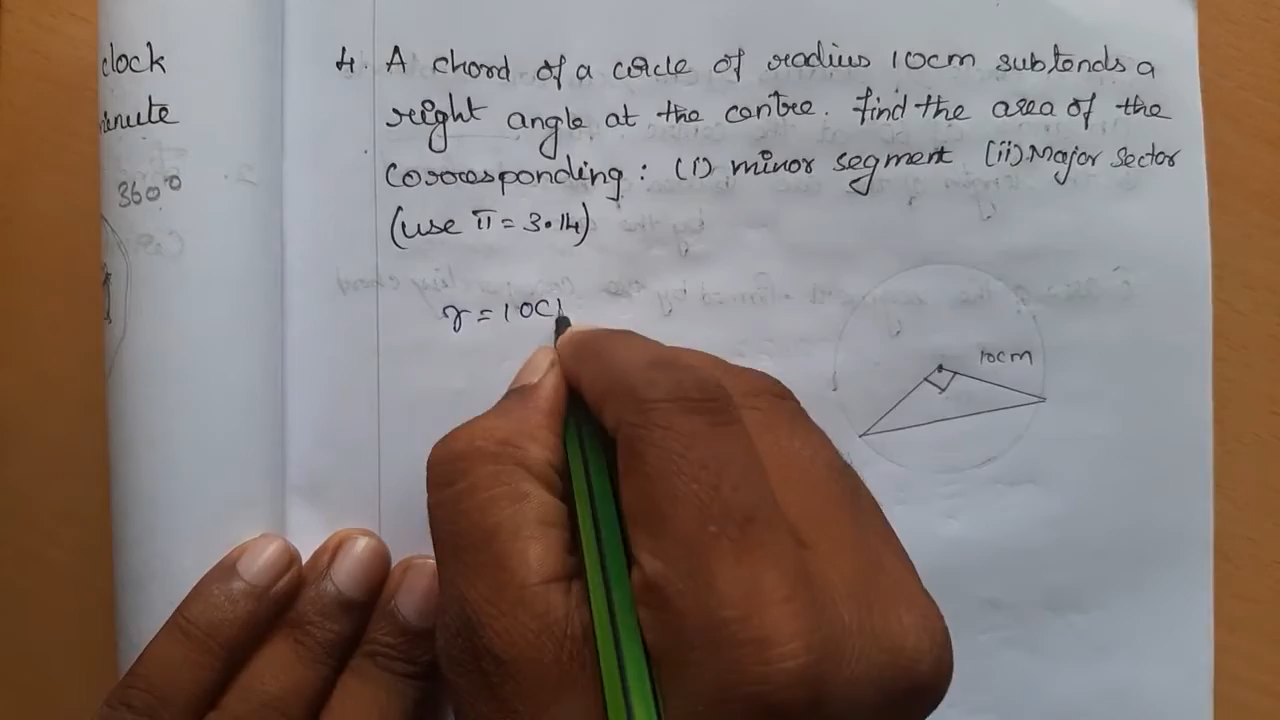 clock
minute
360°
4. A chord of a circle of radius 10cm subtends a
right angle at the centre. find the area of the
corresponding : (i) minor segment (ii) Major sector
(use π = 3.14)
r = 10c
10cm